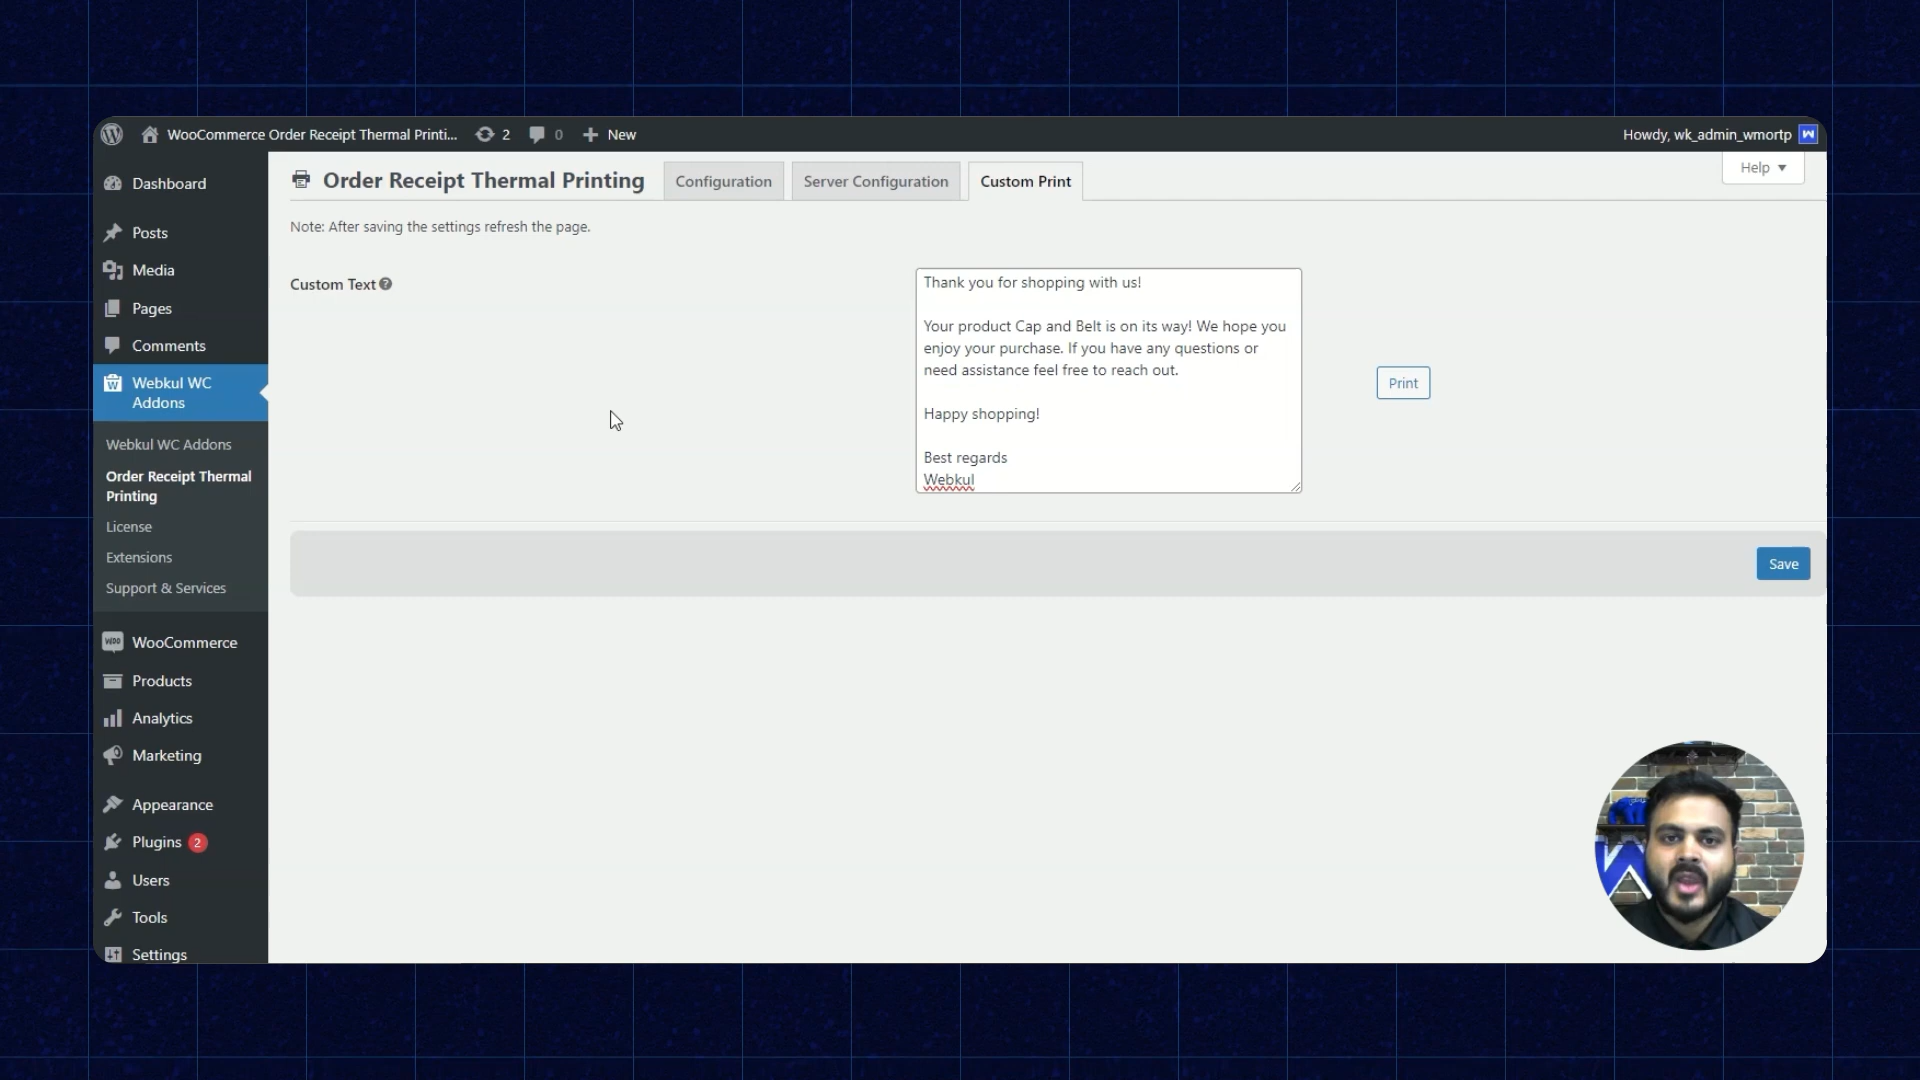 WooCommerce Order Receipt Thermal Printi... 2 0 New
Howdy, wk_admin_wmortp
Dashboard
Posts
Media
Pages
Comments
Webkul WC
Addons
Webkul WC Addons
Order Receipt Thermal
Printing
License
Extensions
Support & Services
WooCommerce
Products
Analytics
Marketing
Appearance
Plugins 2
Users
Tools
Settings
Order Receipt Thermal Printing
Configuration
Server Configuration
Custom Print
Help
Note: After saving the settings refresh the page.
Custom Text
Thank you for shopping with us!
Your product Cap and Belt is on its way! We hope you
enjoy your purchase. If you have any questions or
need assistance feel free to reach out.
Happy shopping!
Best regards
Webkul
Print
Save